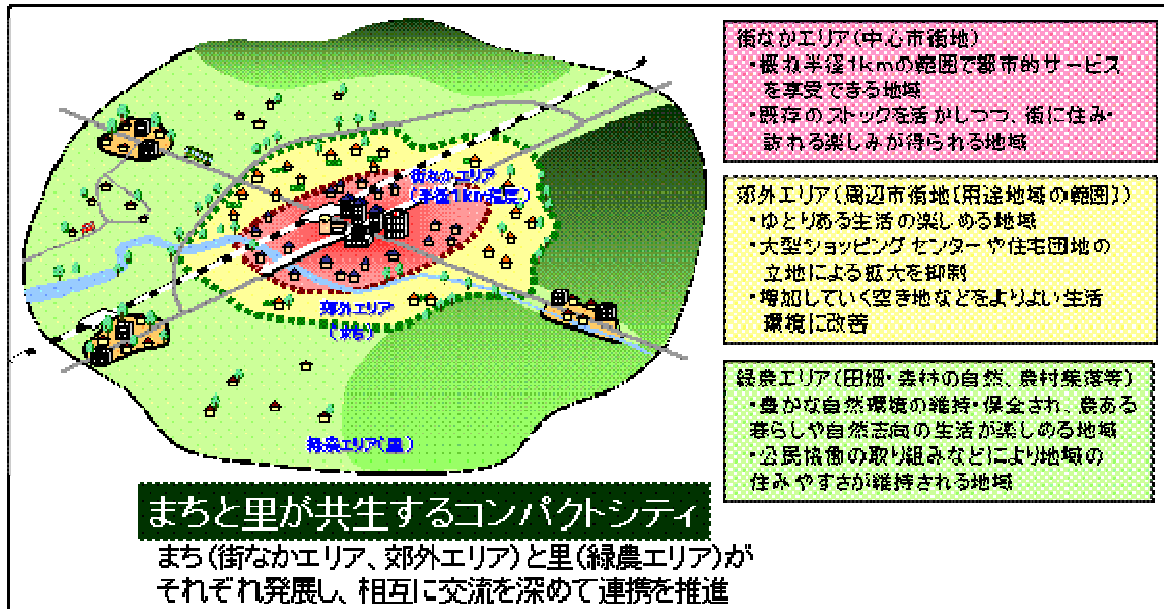 街なかエリア
(半径1km程度)
郊外エリア
(まち)
緑農エリア(里)
街なかエリア(中心市街地)
・概ね半径1kmの範囲で都市的サービス
を享受できる地域
・既存のストックを活かしつつ、街に住み・
訪れる楽しみが得られる地域
郊外エリア(周辺市街地{用途地域の範囲})
・ゆとりある生活の楽しめる地域
・大型ショッピングセンターや住宅団地の
立地による拡大を抑制
・増加していく空き地などをよりよい生活
環境に改善
緑農エリア(田畑・森林の自然、農村集落等)
・豊かな自然環境の維持・保全され、農ある
暮らしや自然志向の生活が楽しめる地域
・公民協働の取り組みなどにより地域の
住みやすさが維持される地域
まちと里が共生するコンパクトシティ
まち(街なかエリア、郊外エリア)と里(緑農エリア)が
それぞれ発展し、相互に交流を深めて連携を推進